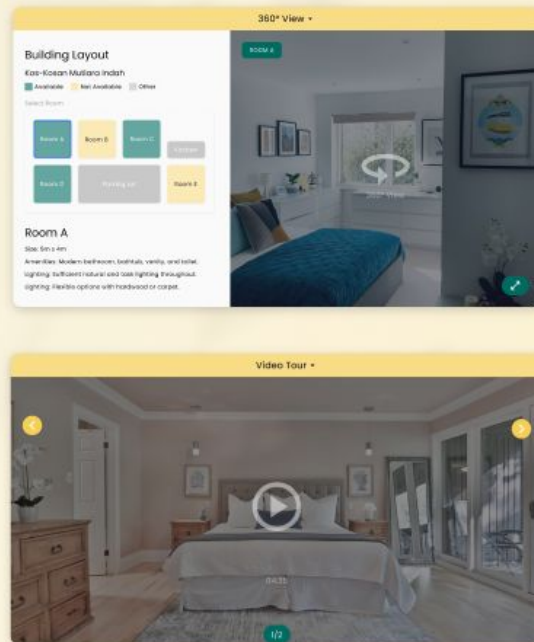 360° View
Building Layout
Kos-Kosan Mutiara Indah
Available Not Available Other
Select Room
Room A Room B Room C
Room D Parking Lot Room E
Room A
Size: 5m x 4m
Amenities: Modern bathroom, bathtub, vanity, and toilet.
Lighting: Sufficient natural and task lighting throughout.
Lighting: Flexible options with hardwood or carpet.
ROOM A
360° View
Video Tour
04:35
1/2